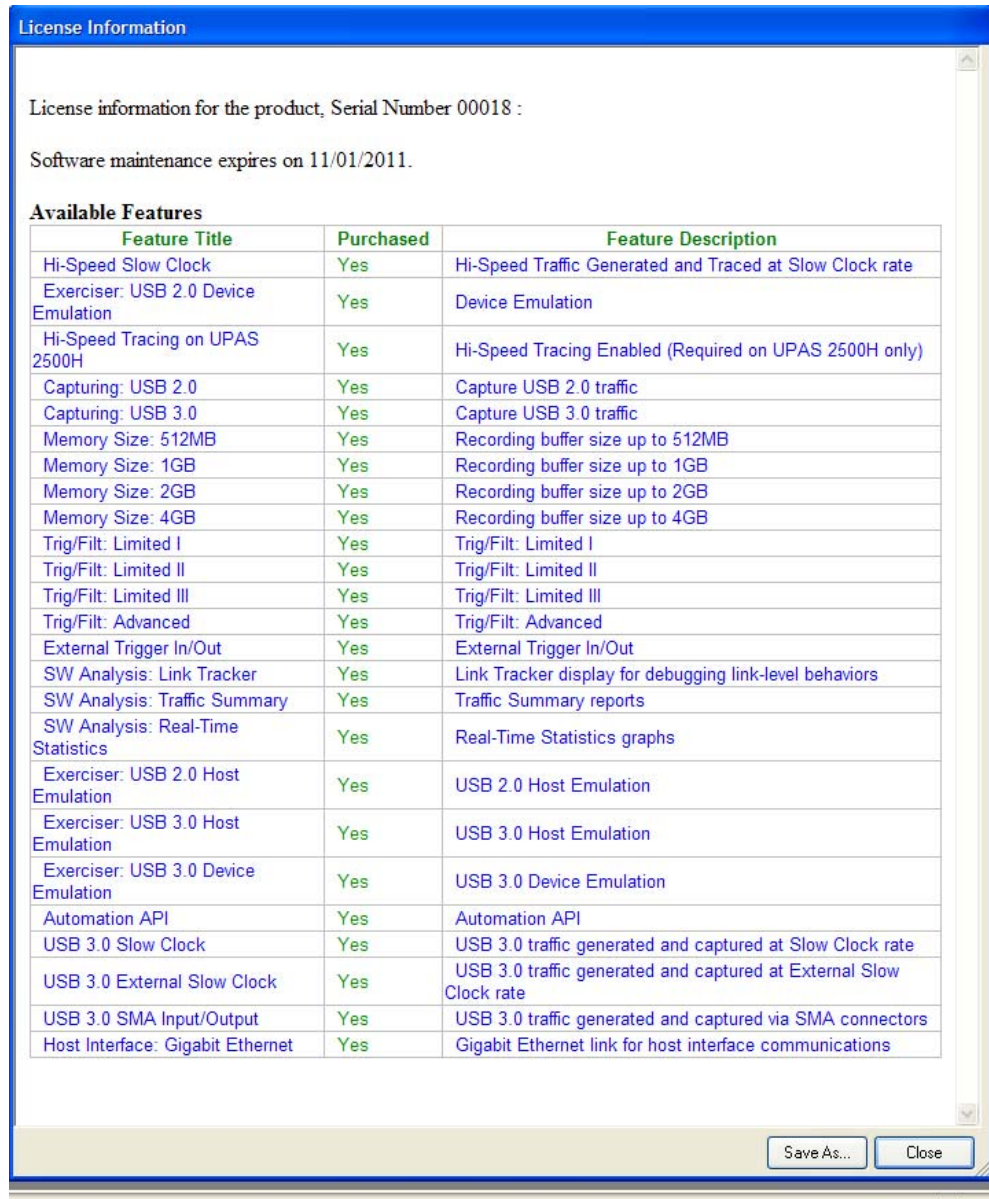 License Information
License information for the product, Serial Number 00018 :
Software maintenance expires on 11/01/2011.
Available Features
Feature Title Purchased Feature Description
Hi-Speed Slow Clock Yes Hi-Speed Traffic Generated and Traced at Slow Clock rate
Exerciser: USB 2.0 Device
Emulation Yes Device Emulation
Hi-Speed Tracing on UPAS
2500H Yes Hi-Speed Tracing Enabled (Required on UPAS 2500H only)
Capturing: USB 2.0 Yes Capture USB 2.0 traffic
Capturing: USB 3.0 Yes Capture USB 3.0 traffic
Memory Size: 512MB Yes Recording buffer size up to 512MB
Memory Size: 1GB Yes Recording buffer size up to 1GB
Memory Size: 2GB Yes Recording buffer size up to 2GB
Memory Size: 4GB Yes Recording buffer size up to 4GB
Trig/Filt: Limited I Yes Trig/Filt: Limited I
Trig/Filt: Limited II Yes Trig/Filt: Limited II
Trig/Filt: Limited III Yes Trig/Filt: Limited III
Trig/Filt: Advanced Yes Trig/Filt: Advanced
External Trigger In/Out Yes External Trigger In/Out
SW Analysis: Link Tracker Yes Link Tracker display for debugging link-level behaviors
SW Analysis: Traffic Summary Yes Traffic Summary reports
SW Analysis: Real-Time
Statistics Yes Real-Time Statistics graphs
Exerciser: USB 2.0 Host
Emulation Yes USB 2.0 Host Emulation
Exerciser: USB 3.0 Host
Emulation Yes USB 3.0 Host Emulation
Exerciser: USB 3.0 Device
Emulation Yes USB 3.0 Device Emulation
Automation API Yes Automation API
USB 3.0 Slow Clock Yes USB 3.0 traffic generated and captured at Slow Clock rate
USB 3.0 External Slow Clock Yes USB 3.0 traffic generated and captured at External Slow
Clock rate
USB 3.0 SMA Input/Output Yes USB 3.0 traffic generated and captured via SMA connectors
Host Interface: Gigabit Ethernet Yes Gigabit Ethernet link for host interface communications
Save As... Close